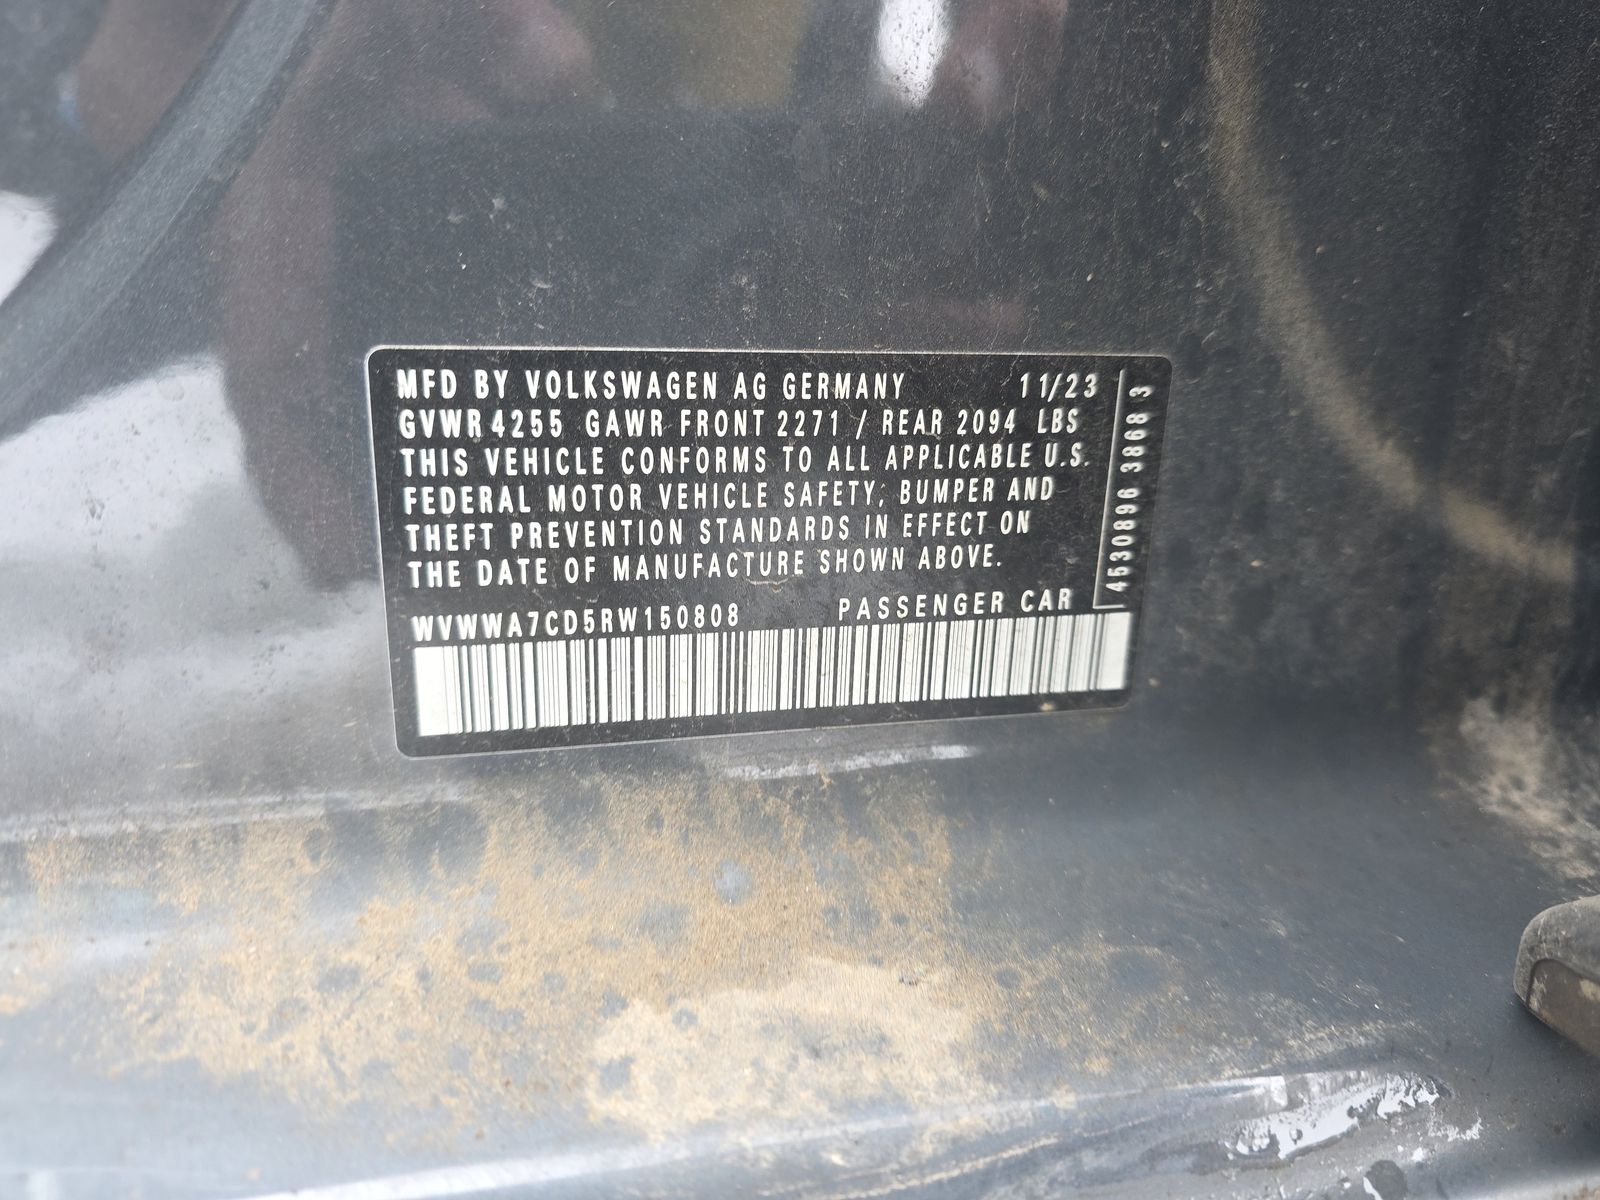 MFD BY VOLKSWAGEN AG GERMANY 11/23
GVWR 4255 GAWR FRONT 2271 / REAR 2094 LBS
THIS VEHICLE CONFORMS TO ALL APPLICABLE U.S.
FEDERAL MOTOR VEHICLE SAFETY, BUMPER AND
THEFT PREVENTION STANDARDS IN EFFECT ON
THE DATE OF MANUFACTURE SHOWN ABOVE.
WVWWA7CD5RW150808 PASSENGER CAR
4530896 3868 3